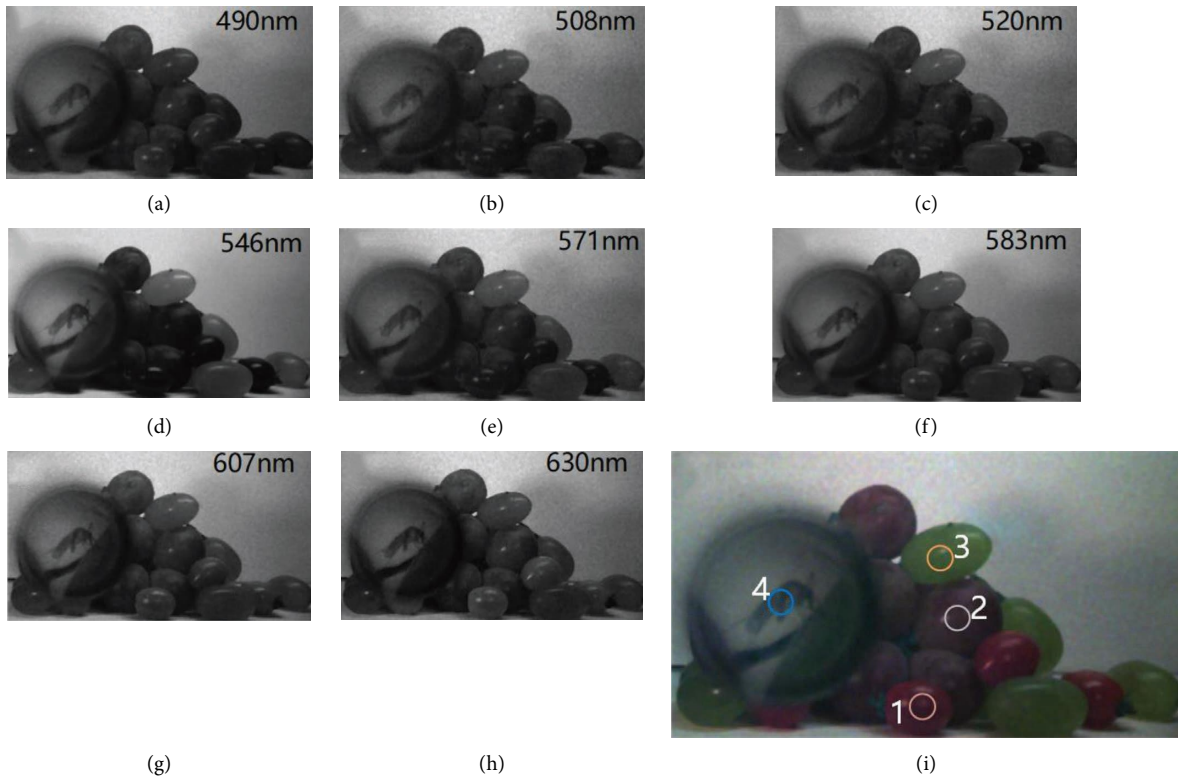 490nm
508nm
520nm
(a)
(b)
(c)
546nm
571nm
583nm
(d)
(e)
(f)
607nm
630nm
3
4
2
1
(g)
(h)
(i)